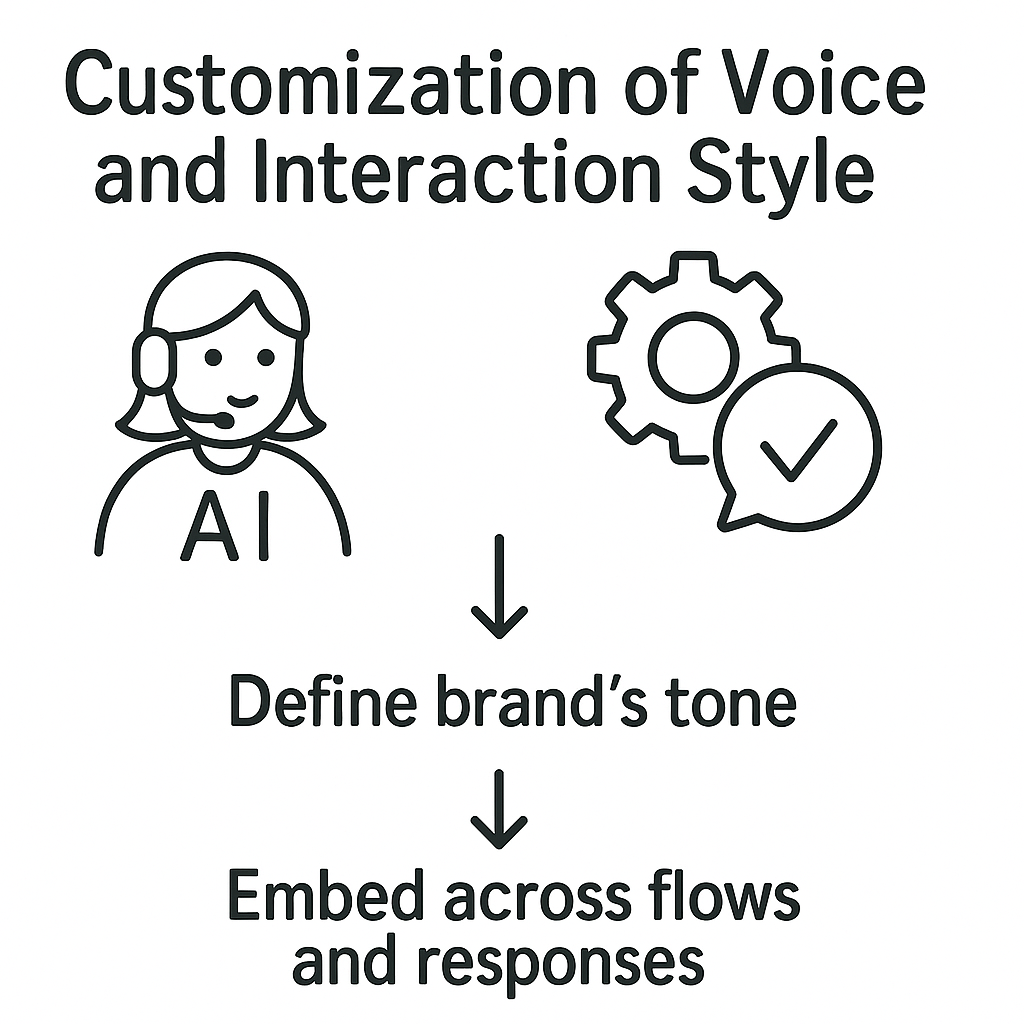 Customization of Voice
and Interaction Style
AI
Define brand's tone
Embed across flows
and responses